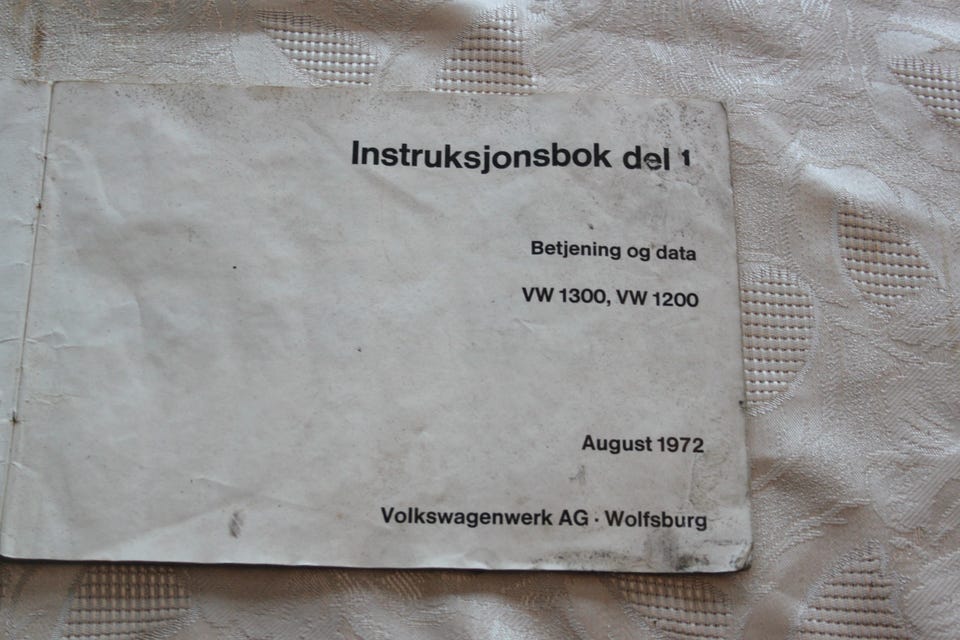 Instruksjonsbok del 1
Betjening og data
VW 1300, VW 1200
August 1972
Volkswagenwerk AG · Wolfsburg